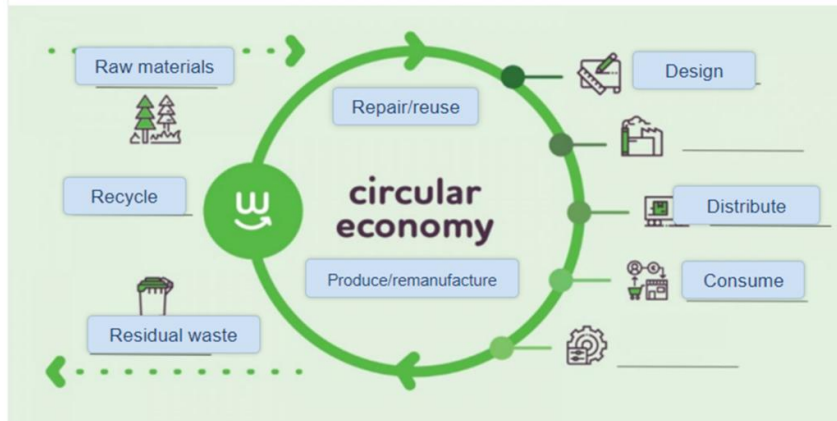 Raw materials
Design
Repair/reuse
Recycle
circular
economy
Distribute
Produce/remanufacture
Consume
Residual waste